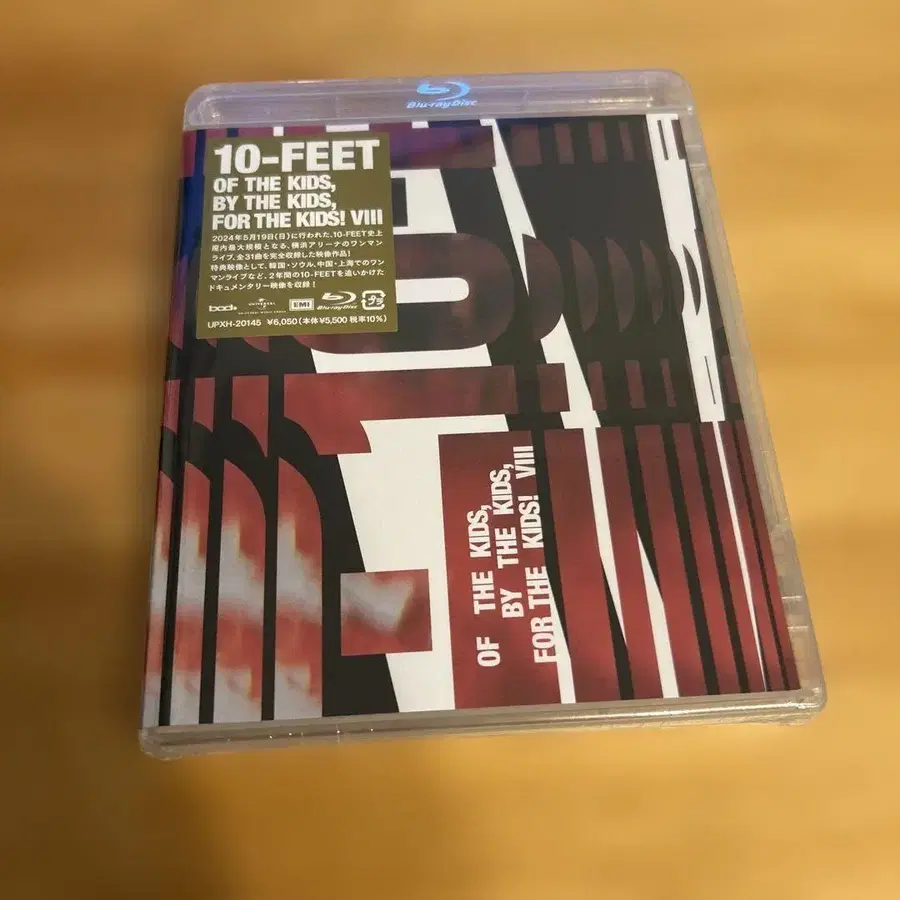 Blu-ray Disc
10-FEET
OF THE KIDS,
BY THE KIDS,
FOR THE KIDS! VIII
2024年5月19日(日)に行われた、10-FEET史上
屋内最大規模となる、横浜アリーナのワンマン
ライブ、全31曲を完全収録した映像作品!
特典映像として、韓国・ソウル、中国・上海でのワン
マンライブなど、2年間の10-FEETを追いかけた
ドキュメンタリー映像を収録!
bad
UNIVERSAL
EMI
Blu-ray Disc
UPXH-20145 ¥6,050(本体¥5,500 税率10%)
OF THE KIDS,
BY THE KIDS,
FOR THE KIDS! VIII